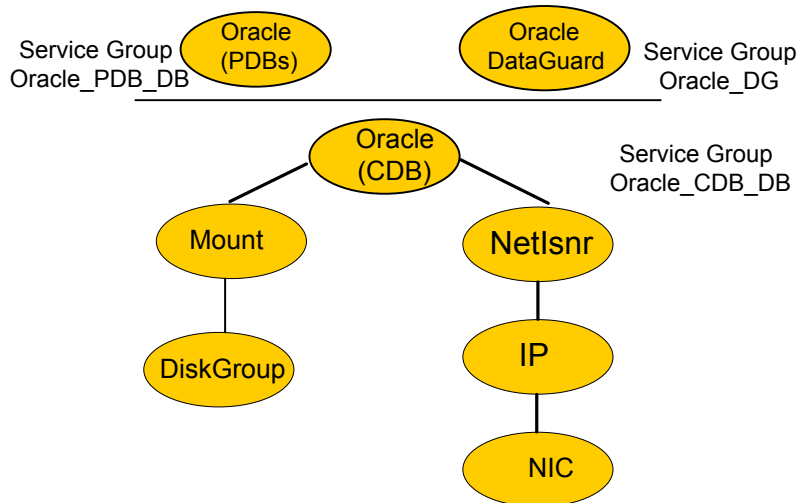 Service Group
Oracle_PDB_DB
Oracle
(PDBs)
Oracle
DataGuard
Service Group
Oracle_DG
Oracle
(CDB)
Service Group
Oracle_CDB_DB
Mount
Netlsnr
DiskGroup
IP
NIC